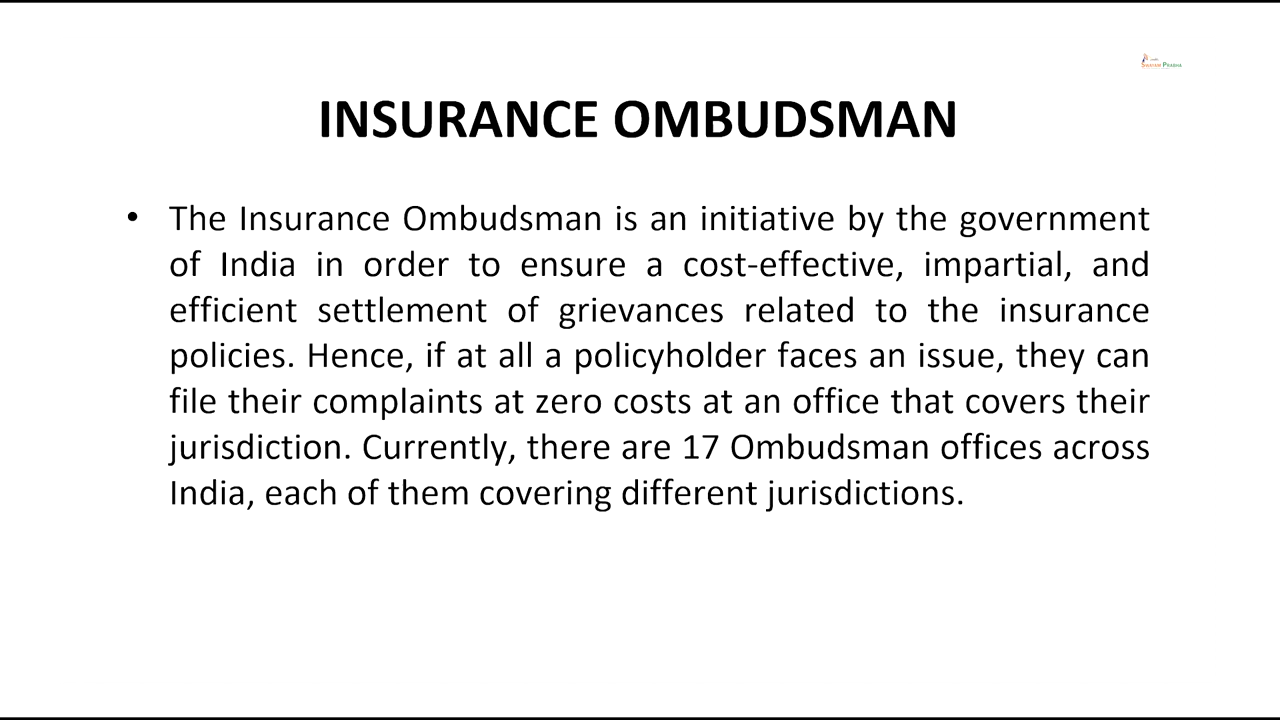 SWAYAM PRABHA
INSURANCE OMBUDSMAN
• The Insurance Ombudsman is an initiative by the government
of India in order to ensure a cost-effective, impartial, and
efficient settlement of grievances related to the insurance
policies. Hence, if at all a policyholder faces an issue, they can
file their complaints at zero costs at an office that covers their
jurisdiction. Currently, there are 17 Ombudsman offices across
India, each of them covering different jurisdictions.